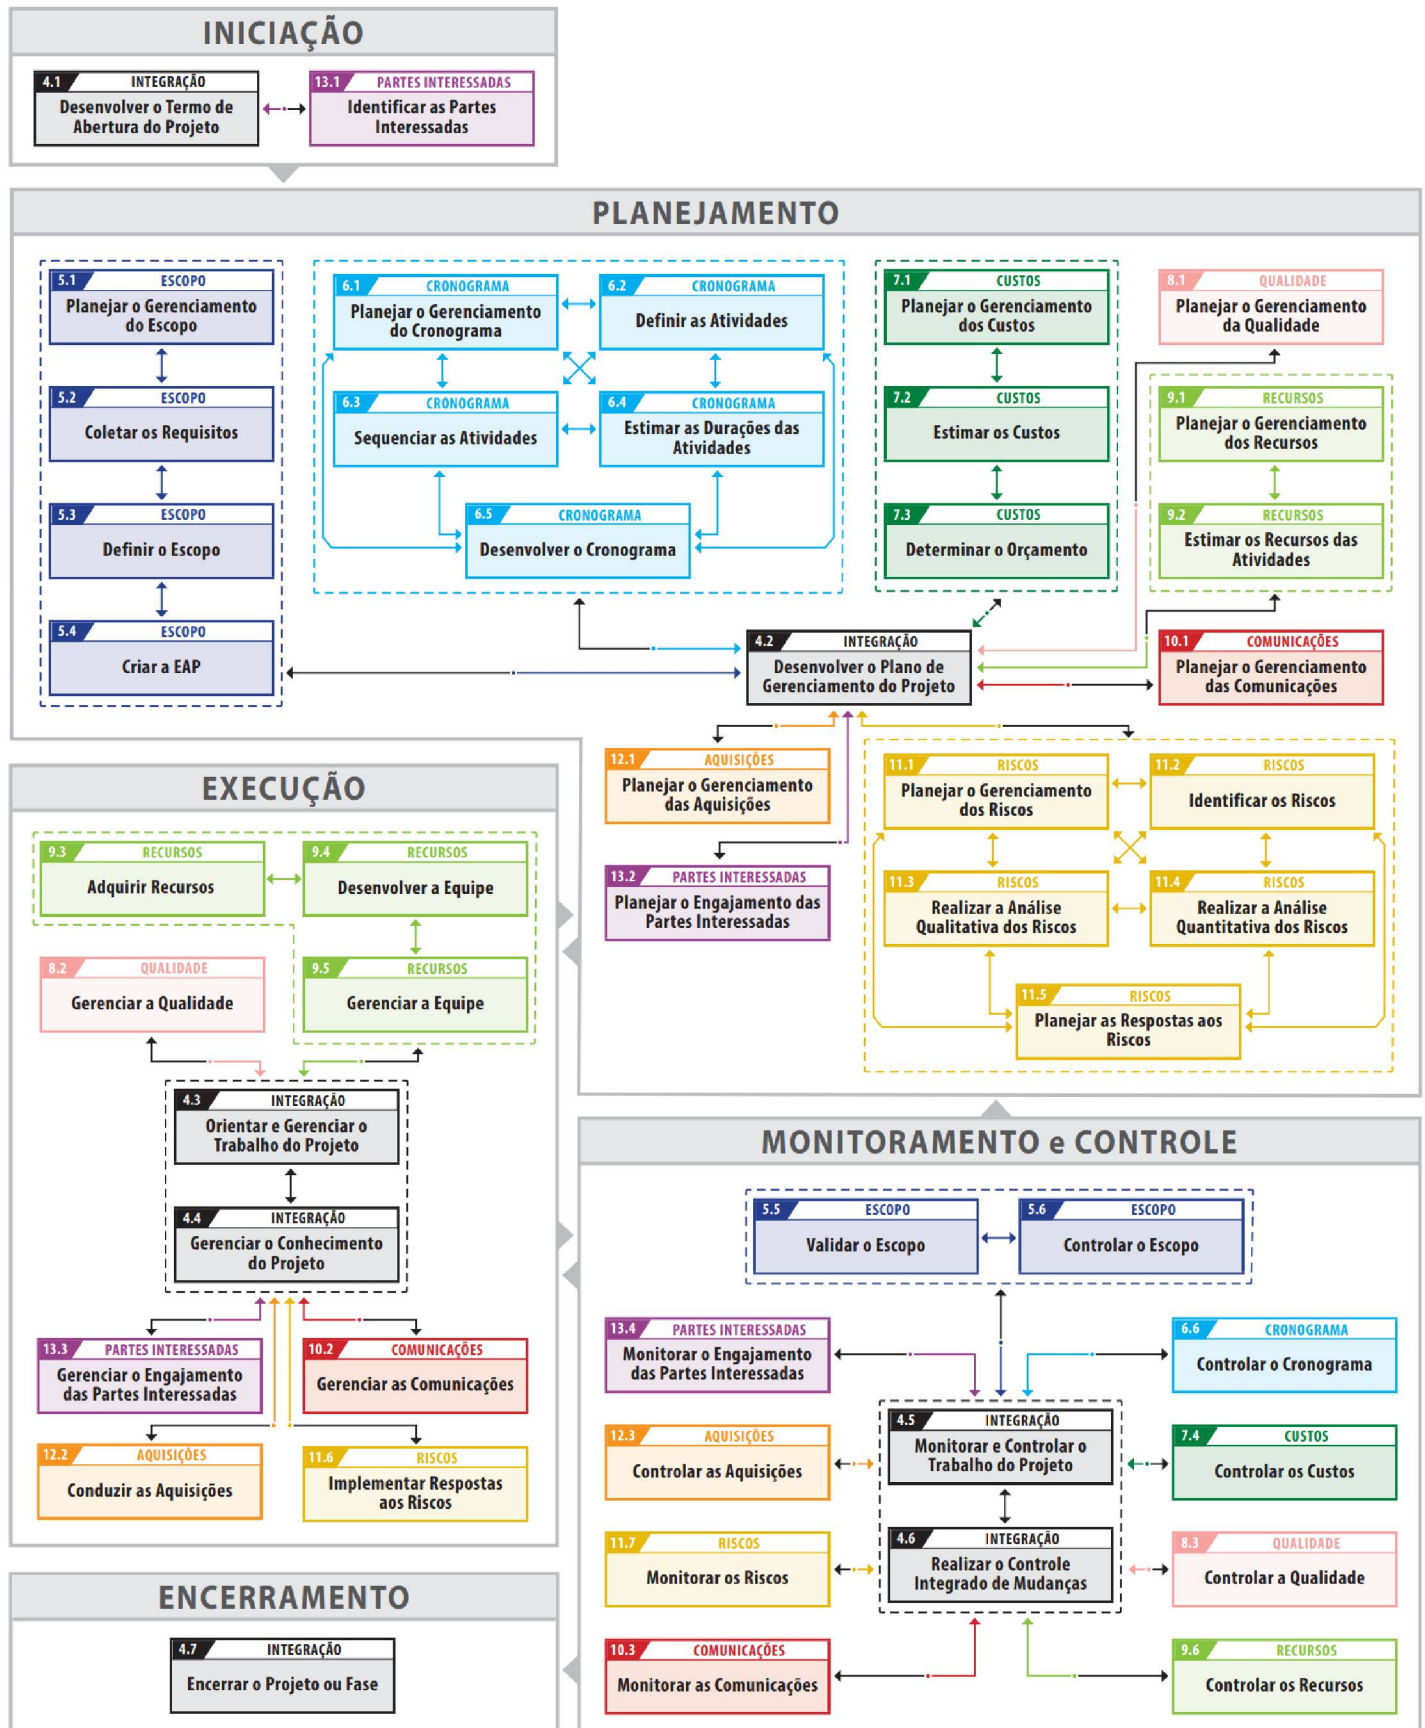 INICIAÇÃO
4.1 INTEGRAÇÃO
Desenvolver o Termo de
Abertura do Projeto
13.1 PARTES INTERESSADAS
Identificar as Partes
Interessadas
PLANEJAMENTO
5.1 ESCOPO
Planejar o Gerenciamento
do Escopo
5.2 ESCOPO
Coletar os Requisitos
5.3 ESCOPO
Definir o Escopo
5.4 ESCOPO
Criar a EAP
6.1 CRONOGRAMA
Planejar o Gerenciamento
do Cronograma
6.2 CRONOGRAMA
Definir as Atividades
6.3 CRONOGRAMA
Sequenciar as Atividades
6.4 CRONOGRAMA
Estimar as Durações das
Atividades
6.5 CRONOGRAMA
Desenvolver o Cronograma
7.1 CUSTOS
Planejar o Gerenciamento
dos Custos
7.2 CUSTOS
Estimar os Custos
7.3 CUSTOS
Determinar o Orçamento
8.1 QUALIDADE
Planejar o Gerenciamento
da Qualidade
9.1 RECURSOS
Planejar o Gerenciamento
dos Recursos
9.2 RECURSOS
Estimar os Recursos das
Atividades
4.2 INTEGRAÇÃO
Desenvolver o Plano de
Gerenciamento do Projeto
10.1 COMUNICAÇÕES
Planejar o Gerenciamento
das Comunicações
12.1 AQUISIÇÕES
Planejar o Gerenciamento
das Aquisições
13.2 PARTES INTERESSADAS
Planejar o Engajamento das
Partes Interessadas
11.1 RISCOS
Planejar o Gerenciamento
dos Riscos
11.2 RISCOS
Identificar os Riscos
11.3 RISCOS
Realizar a Análise
Qualitativa dos Riscos
11.4 RISCOS
Realizar a Análise
Quantitativa dos Riscos
11.5 RISCOS
Planejar as Respostas aos
Riscos
EXECUÇÃO
9.3 RECURSOS
Adquirir Recursos
9.4 RECURSOS
Desenvolver a Equipe
8.2 QUALIDADE
Gerenciar a Qualidade
9.5 RECURSOS
Gerenciar a Equipe
4.3 INTEGRAÇÃO
Orientar e Gerenciar o
Trabalho do Projeto
4.4 INTEGRAÇÃO
Gerenciar o Conhecimento
do Projeto
13.3 PARTES INTERESSADAS
Gerenciar o Engajamento
das Partes Interessadas
10.2 COMUNICAÇÕES
Gerenciar as Comunicações
12.2 AQUISIÇÕES
Conduzir as Aquisições
11.6 RISCOS
Implementar Respostas
aos Riscos
MONITORAMENTO e CONTROLE
5.5 ESCOPO
Validar o Escopo
5.6 ESCOPO
Controlar o Escopo
13.4 PARTES INTERESSADAS
Monitorar o Engajamento
das Partes Interessadas
6.6 CRONOGRAMA
Controlar o Cronograma
12.3 AQUISIÇÕES
Controlar as Aquisições
4.5 INTEGRAÇÃO
Monitorar e Controlar o
Trabalho do Projeto
7.4 CUSTOS
Controlar os Custos
11.7 RISCOS
Monitorar os Riscos
4.6 INTEGRAÇÃO
Realizar o Controle
Integrado de Mudanças
8.3 QUALIDADE
Controlar a Qualidade
10.3 COMUNICAÇÕES
Monitorar as Comunicações
9.6 RECURSOS
Controlar os Recursos
ENCERRAMENTO
4.7 INTEGRAÇÃO
Encerrar o Projeto ou Fase